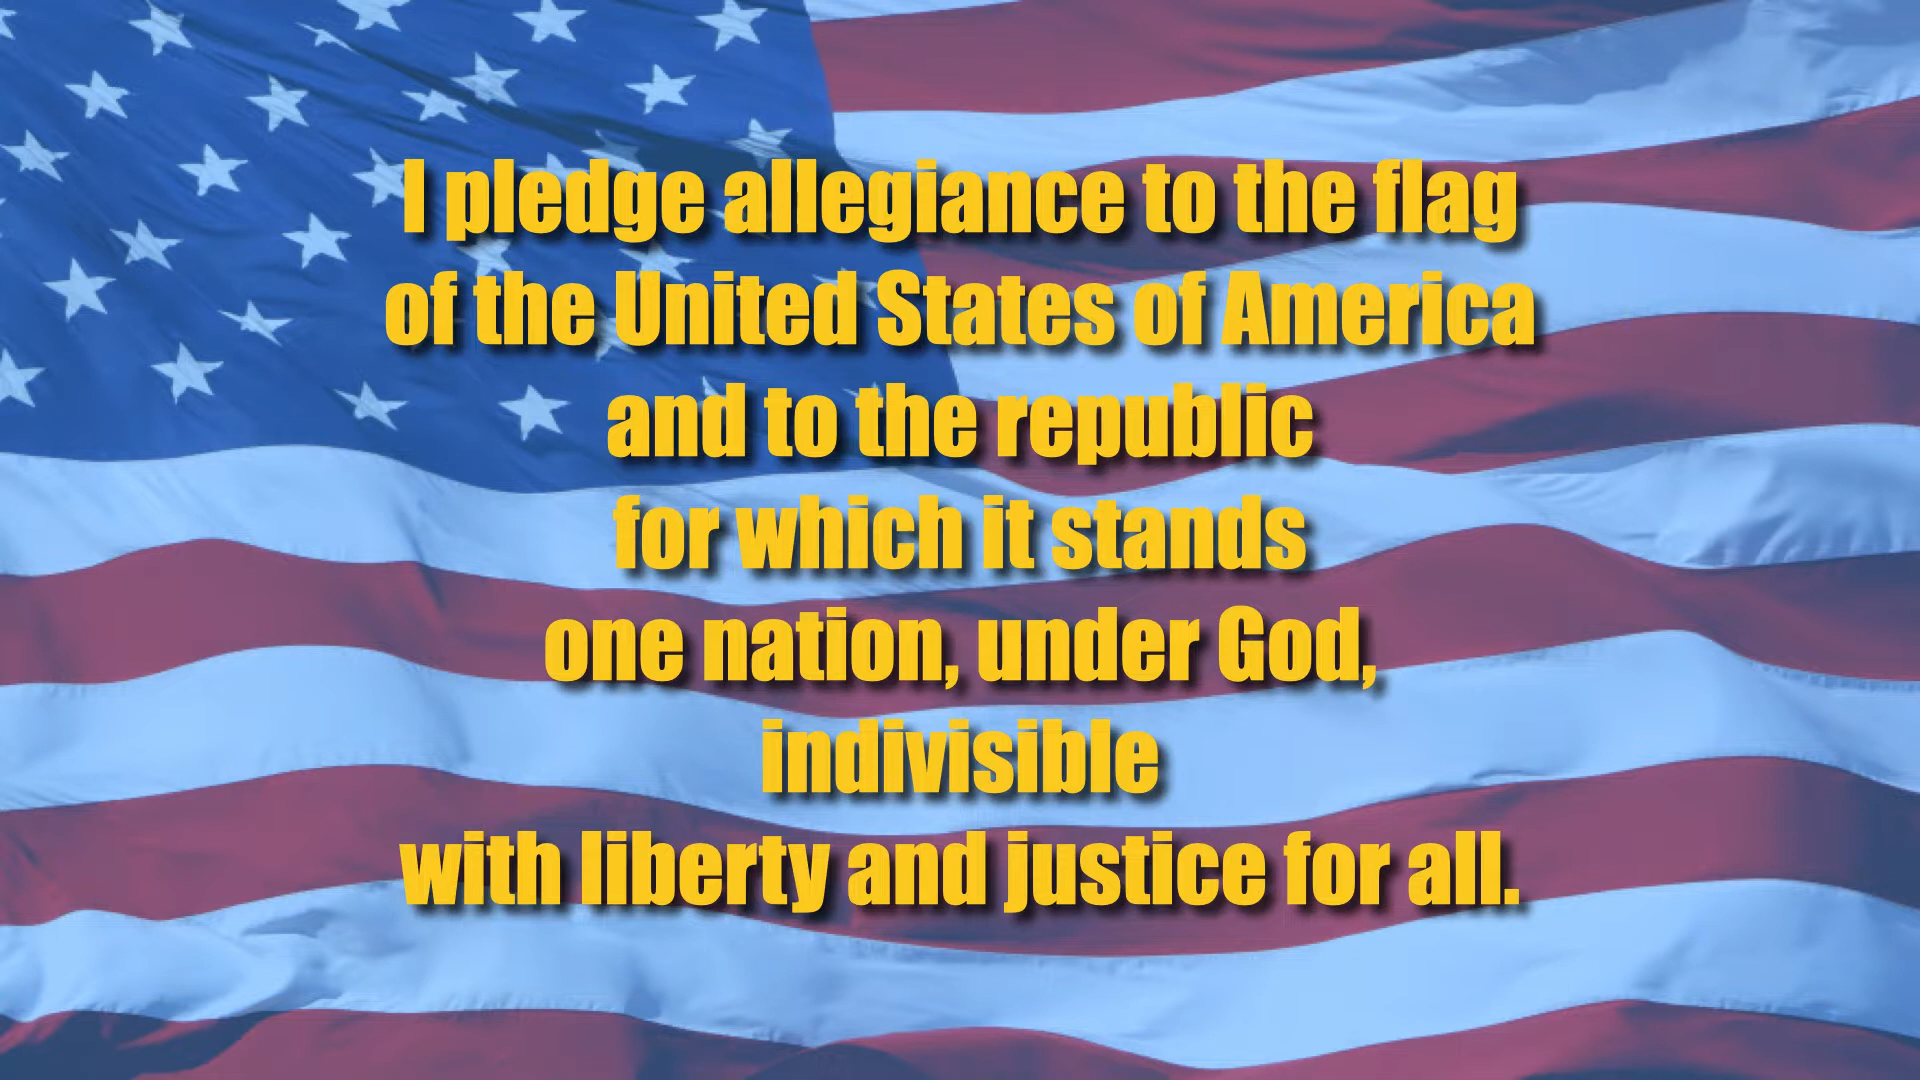 I pledge allegiance to the flag
of the United States of America
and to the republic
for which it stands
one nation, under God,
indivisible
with liberty and justice for all.